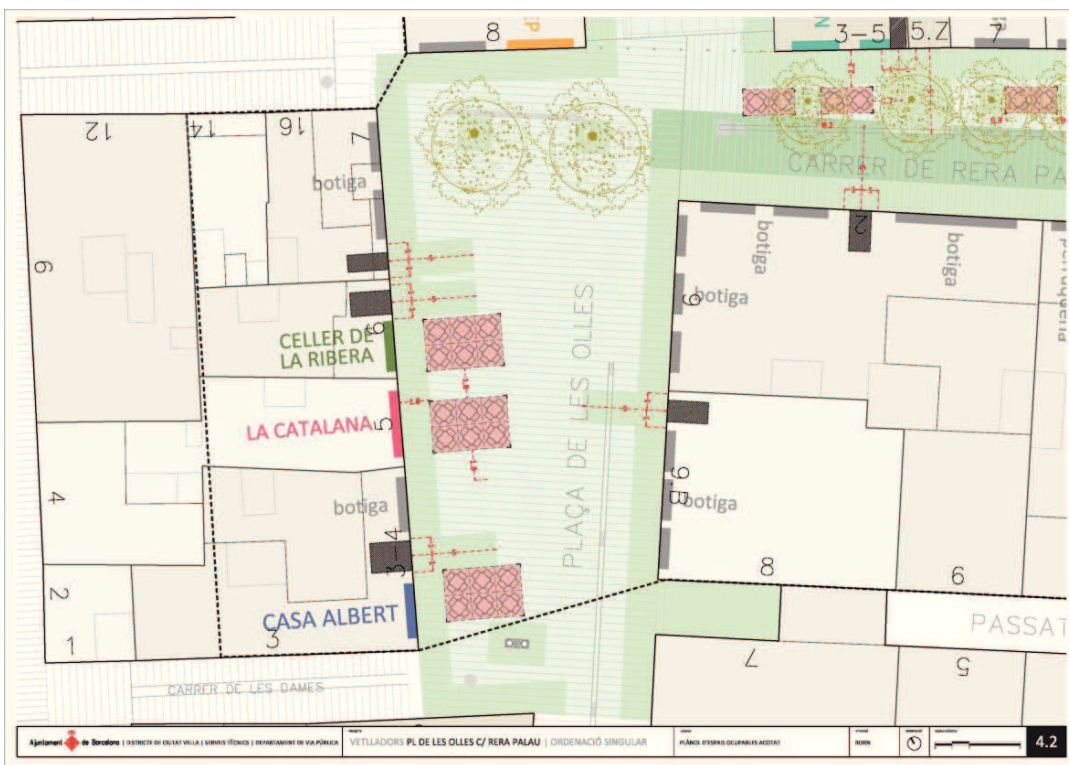 8
3-5
5.Z
7
12
14
16
7
botiga
CARRER DE RERA PA
2
botiga
botiga
6
6
botiga
CELLER DE
LA RIBERA
6
PLAÇA DE LES OLLES
LA CATALANA
5
4
botiga
3-4
9
botiga
8
9
2
CASA ALBERT
1
3
PASSAT
7
5
CARRER DE LES DAMES
Ajuntament de Barcelona | DISTRICTE DE CIUTAT VELLA | SERVEIS TÈCNICS | DEPARTAMENT DE VIA PÚBLICA
VETLLADORS PL DE LES OLLES C/ RERA PALAU | ORDENACIÓ SINGULAR
PLÀNOL D'ESPAIS OCUPABLES ACOTAT
BORN
4.2